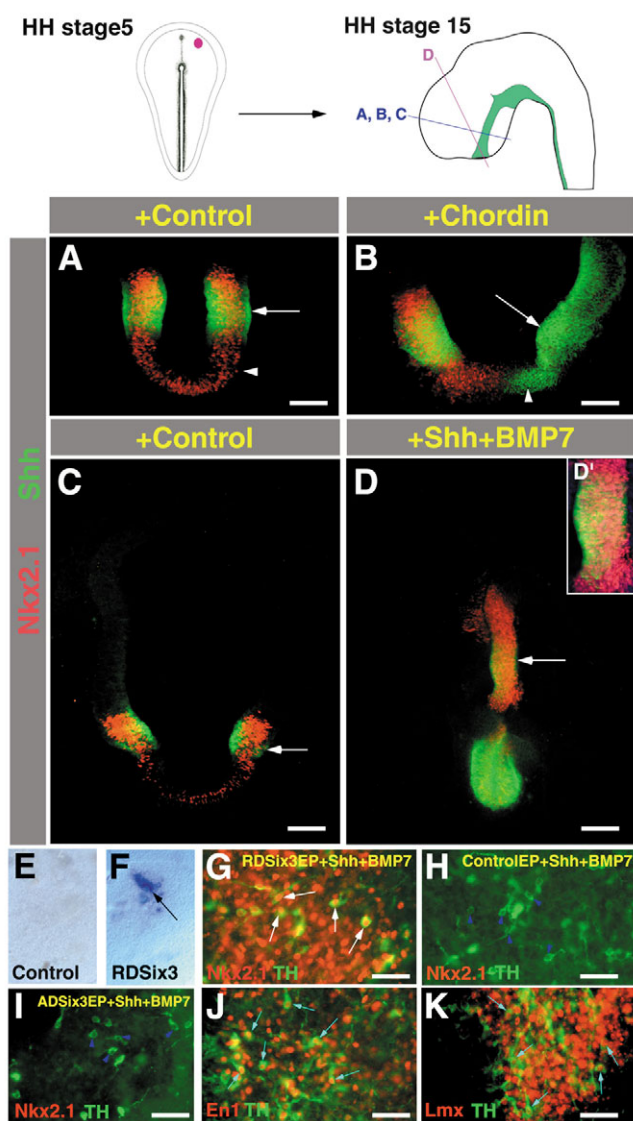 HH stage5
HH stage 15
D
A, B, C
+Control
+Chordin
A
B
+Control
+Shh+BMP7
C
D
D'
Nkx2.1 Shh
E
Control
F
RDSix3
G
RDSix3EP+Shh+BMP7
Nkx2.1 TH
H
ControlEP+Shh+BMP7
Nkx2.1 TH
I
ADSix3EP+Shh+BMP7
Nkx2.1 TH
J
En1 TH
K
Lmx TH